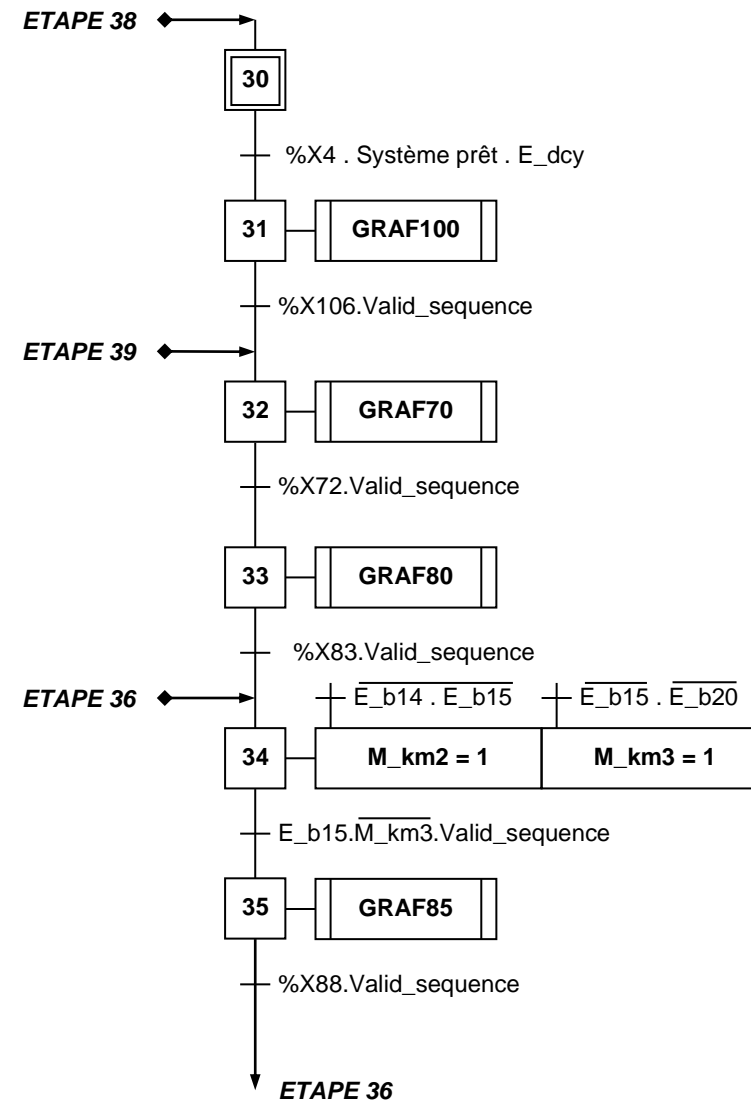 ETAPE 38
30
%X4 . Système prêt . E_dcy
31 GRAF100
%X106.Valid_sequence
ETAPE 39
32 GRAF70
%X72.Valid_sequence
33 GRAF80
%X83.Valid_sequence
ETAPE 36 E_b14 . E_b15 E_b15 . E_b20
34 M_km2 = 1 M_km3 = 1
E_b15.M_km3.Valid_sequence
35 GRAF85
%X88.Valid_sequence
ETAPE 36